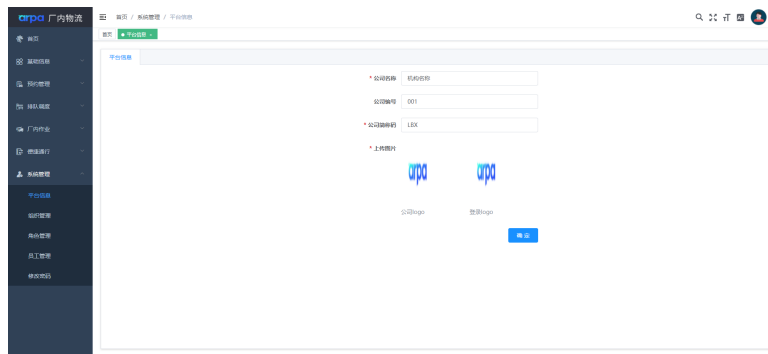 arpa 厂内物流
首页 / 系统管理 / 平台信息
首页
平台信息 ×
首页
基础信息
预约管理
排队调度
厂内作业
便捷通行
系统管理
平台信息
组织管理
角色管理
员工管理
修改密码
平台信息
* 公司名称 机构名称
公司编号 001
* 公司简称码 LBX
* 上传图片
arpa arpa
公司logo 登录logo
确 定